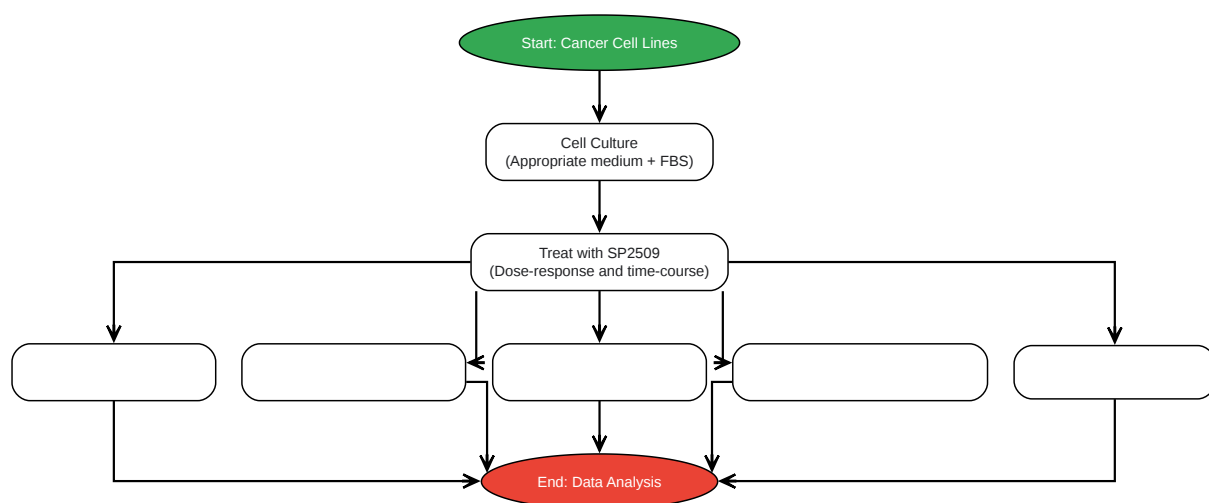 Start: Cancer Cell Lines
Cell Culture
(Appropriate medium + FBS)
Treat with SP2509
(Dose-response and time-course)
End: Data Analysis